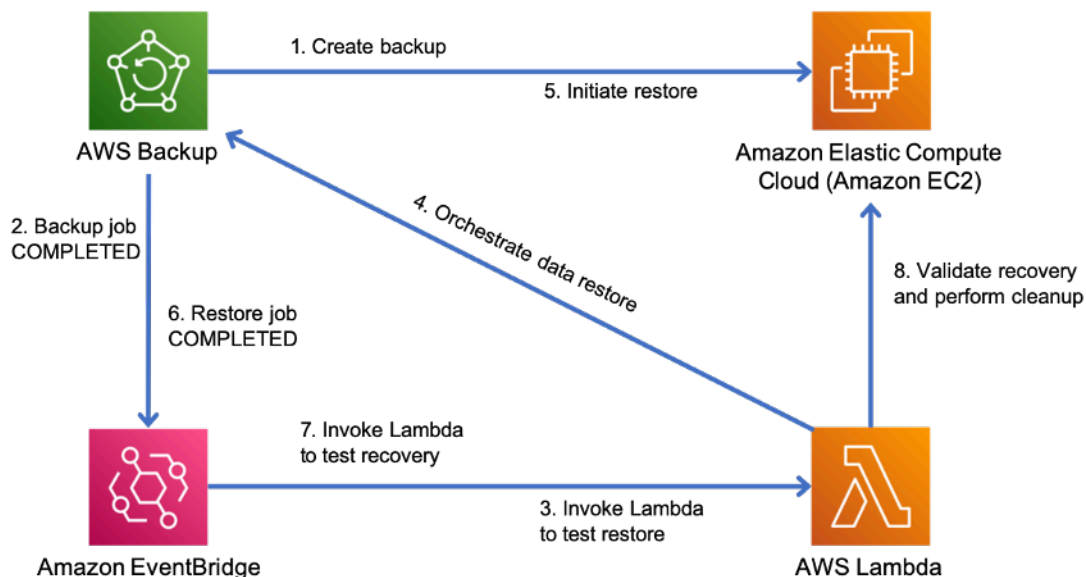 1. Create backup
5. Initiate restore
AWS Backup
Amazon Elastic Compute
Cloud (Amazon EC2)
2. Backup job
COMPLETED
4. Orchestrate data restore
8. Validate recovery
and perform cleanup
6. Restore job
COMPLETED
7. Invoke Lambda
to test recovery
3. Invoke Lambda
to test restore
Amazon EventBridge
AWS Lambda